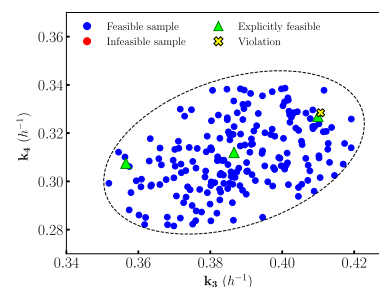 Feasible sample
Explicitly feasible
Infeasible sample
Violation
0.36
0.34
0.32
0.30
0.28
k₄ (h⁻¹)
0.34
0.36
0.38
0.40
0.42
k₃ (h⁻¹)